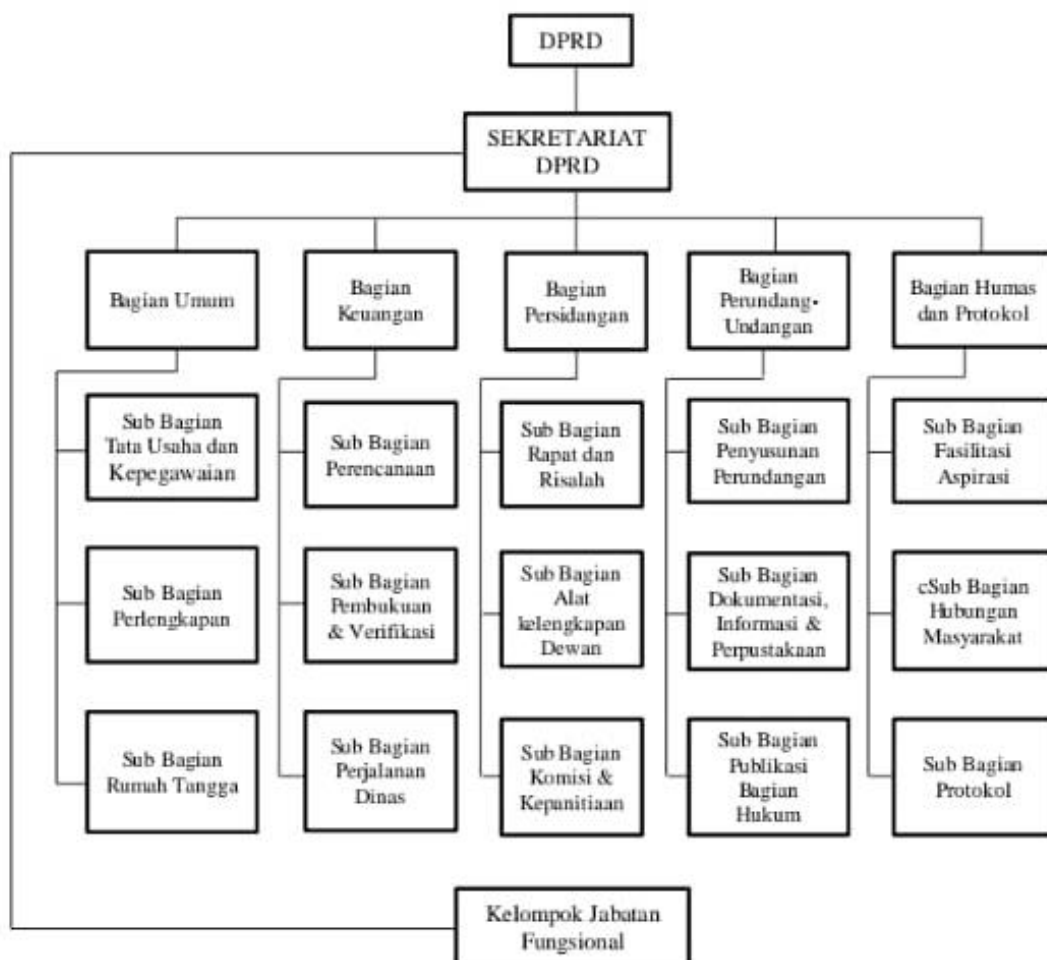 DPRD
SEKRETARIAT
DPRD
Bagian Umum
Bagian
Keuangan
Bagian
Persidangan
Bagian
Perundang-
Undangan
Bagian Humas
dan Protokol
Sub Bagian
Tata Usaha dan
Kepegawaian
Sub Bagian
Perencanaan
Sub Bagian
Rapat dan
Risalah
Sub Bagian
Penyusunan
Perundangan
Sub Bagian
Fasilitasi
Aspirasi
Sub Bagian
Perlengkapan
Sub Bagian
Pembukuan
& Verifikasi
Sub Bagian
Alat
kelengkapan
Dewan
Sub Bagian
Dokumentasi,
Informasi &
Perpustakaan
cSub Bagian
Hubungan
Masyarakat
Sub Bagian
Rumah Tangga
Sub Bagian
Perjalanan
Dinas
Sub Bagian
Komisi &
Kepanitiaan
Sub Bagian
Publikasi
Bagian
Hukum
Sub Bagian
Protokol
Kelompok Jabatan
Fungsional